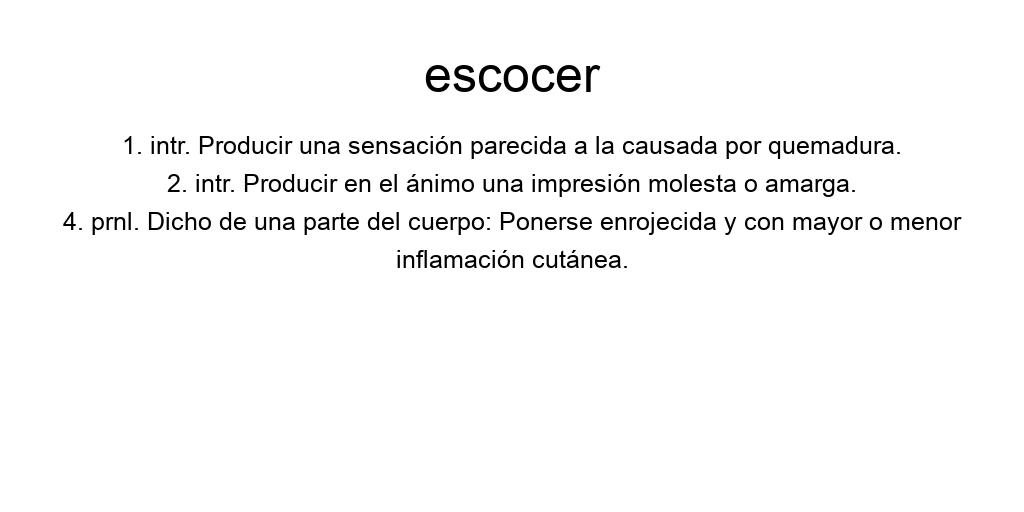 escocer
1. intr. Producir una sensación parecida a la causada por quemadura.
2. intr. Producir en el ánimo una impresión molesta o amarga.
4. prnl. Dicho de una parte del cuerpo: Ponerse enrojecida y con mayor o menor
inflamación cutánea.